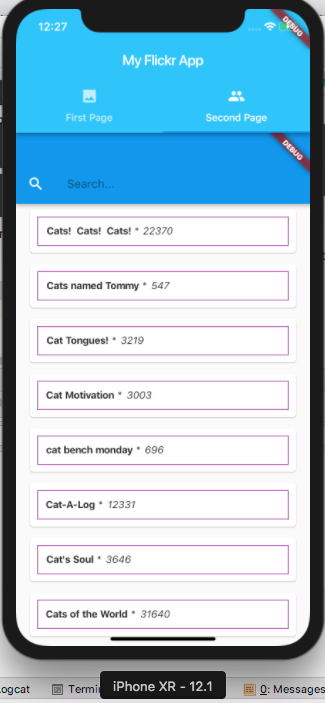 12:27
DEBUG
My Flickr App
First Page
Second Page
DEBUG
Search...
Cats! Cats! Cats! * 22370
Cats named Tommy * 547
Cat Tongues! * 3219
Cat Motivation * 3003
cat bench monday * 696
Cat-A-Log * 12331
Cat's Soul * 3646
Cats of the World * 31640
iPhone XR - 12.1
0: Messages